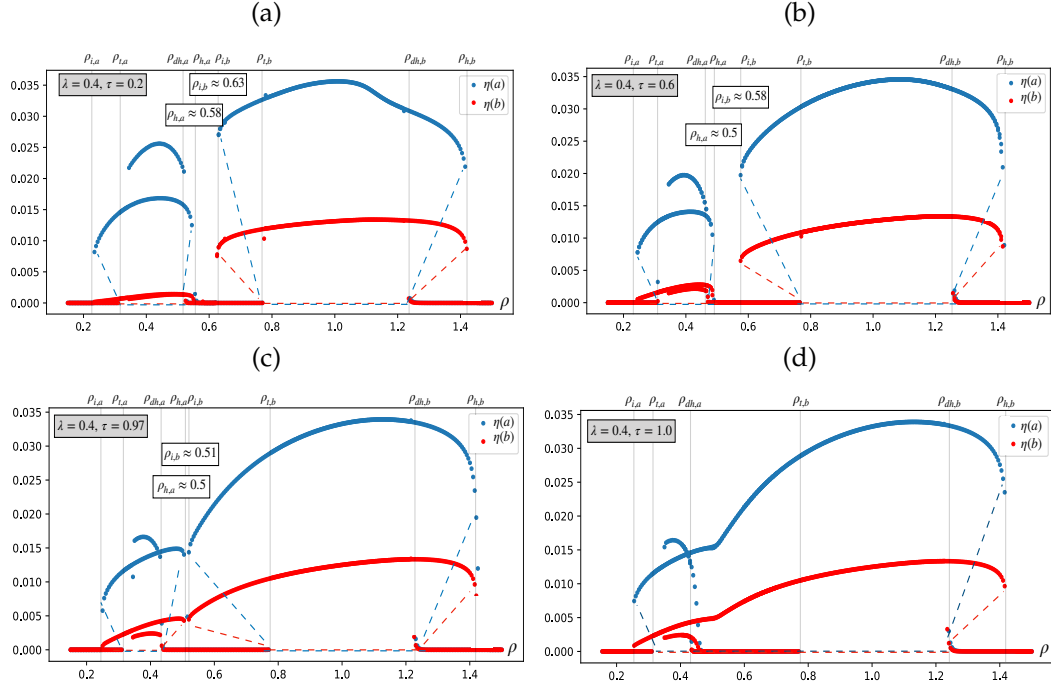 (a)
(b)
ρi,a ρt,a ρdh,a ρh,a ρi,b ρt,b ρdh,b ρh,b
λ = 0.4, τ = 0.2
ρi,b ≈ 0.63
ρh,a ≈ 0.58
η(a)
η(b)
0.035
0.030
0.025
0.020
0.015
0.010
0.005
0.000
0.2 0.4 0.6 0.8 1.0 1.2 1.4 ρ
ρi,a ρt,a ρdh,a ρh,a ρi,b ρt,b ρdh,b ρh,b
λ = 0.4, τ = 0.6
ρi,b ≈ 0.58
ρh,a ≈ 0.5
η(a)
η(b)
0.035
0.030
0.025
0.020
0.015
0.010
0.005
0.000
0.2 0.4 0.6 0.8 1.0 1.2 1.4 ρ
(c)
(d)
ρi,a ρt,a ρdh,a ρh,a ρi,b ρt,b ρdh,b ρh,b
λ = 0.4, τ = 0.97
ρi,b ≈ 0.51
ρh,a ≈ 0.5
η(a)
η(b)
0.035
0.030
0.025
0.020
0.015
0.010
0.005
0.000
0.2 0.4 0.6 0.8 1.0 1.2 1.4 ρ
ρi,a ρt,a ρdh,a ρt,b ρdh,b ρh,b
λ = 0.4, τ = 1.0
η(a)
η(b)
0.035
0.030
0.025
0.020
0.015
0.010
0.005
0.000
0.2 0.4 0.6 0.8 1.0 1.2 1.4 ρ